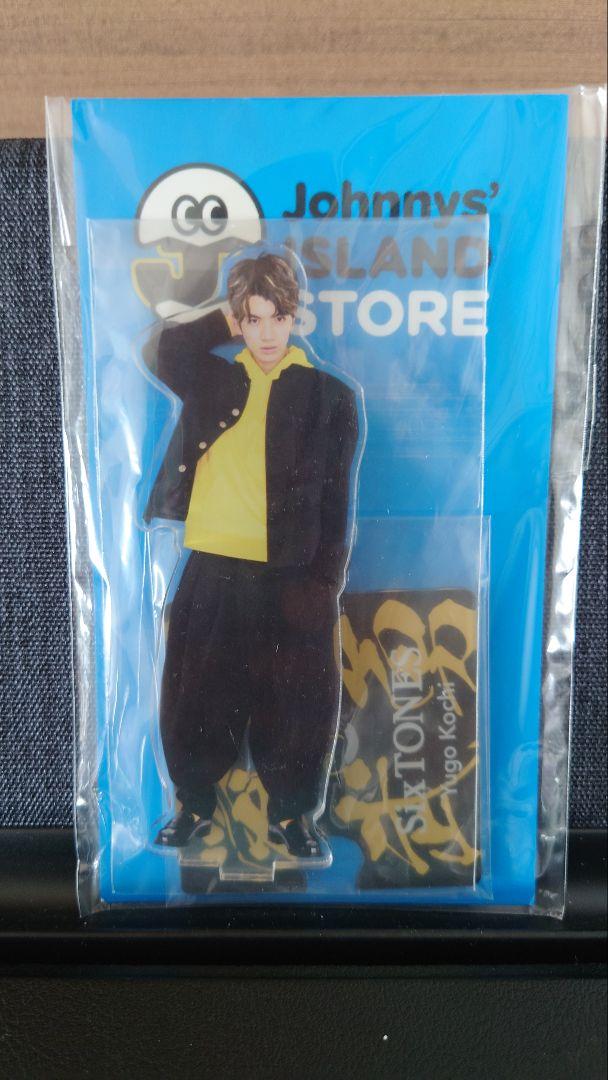 Johnnys'
ISLAND
STORE
SixTONES
Yugo Kochi